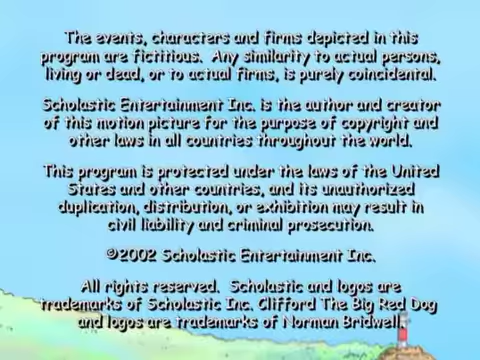 The events, characters and firms depicted in this
program are fictitious. Any similarity to actual persons,
living or dead, or to actual firms, is purely coincidental.
Scholastic Entertainment Inc. is the author and creator
of this motion picture for the purpose of copyright and
other laws in all countries throughout the world.
This program is protected under the laws of the United
States and other countries, and its unauthorized
duplication, distribution, or exhibition may result in
civil liability and criminal prosecution.
©2002 Scholastic Entertainment Inc.
All rights reserved. Scholastic and logos are
trademarks of Scholastic Inc. Clifford The Big Red Dog
and logos are trademarks of Norman Bridwell.